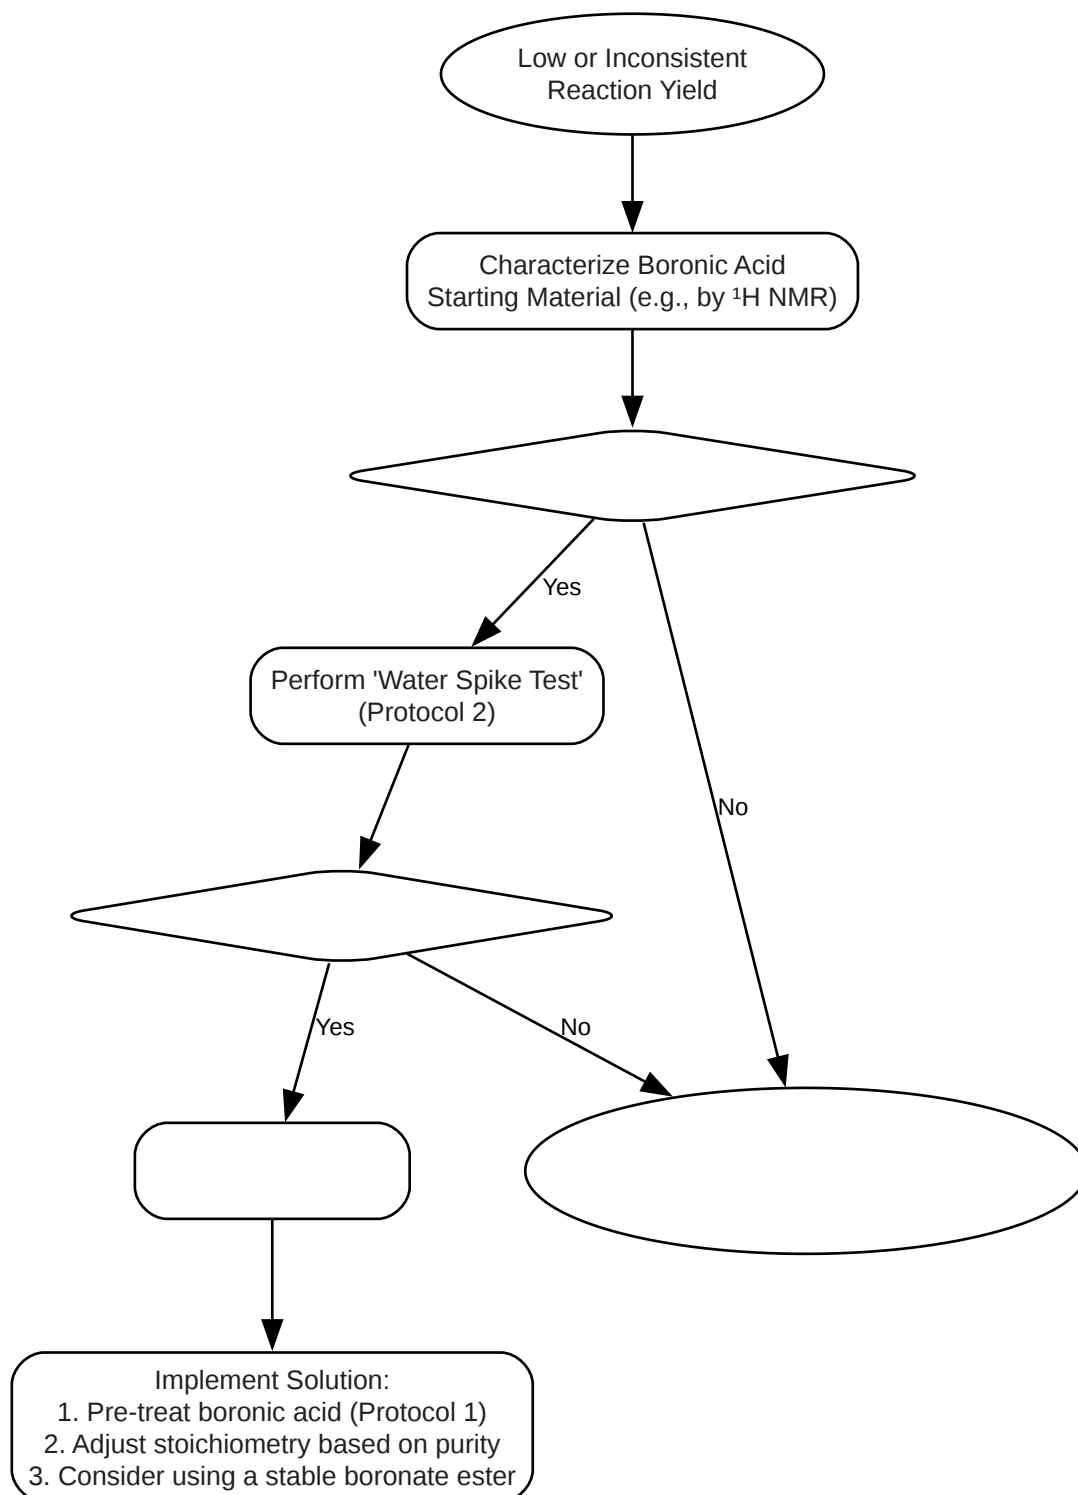 Low or Inconsistent
Reaction Yield
Characterize Boronic Acid
Starting Material (e.g., by ¹H NMR)
Yes
Perform 'Water Spike Test'
(Protocol 2)
No
Yes
No
Implement Solution:
1. Pre-treat boronic acid (Protocol 1)
2. Adjust stoichiometry based on purity
3. Consider using a stable boronate ester